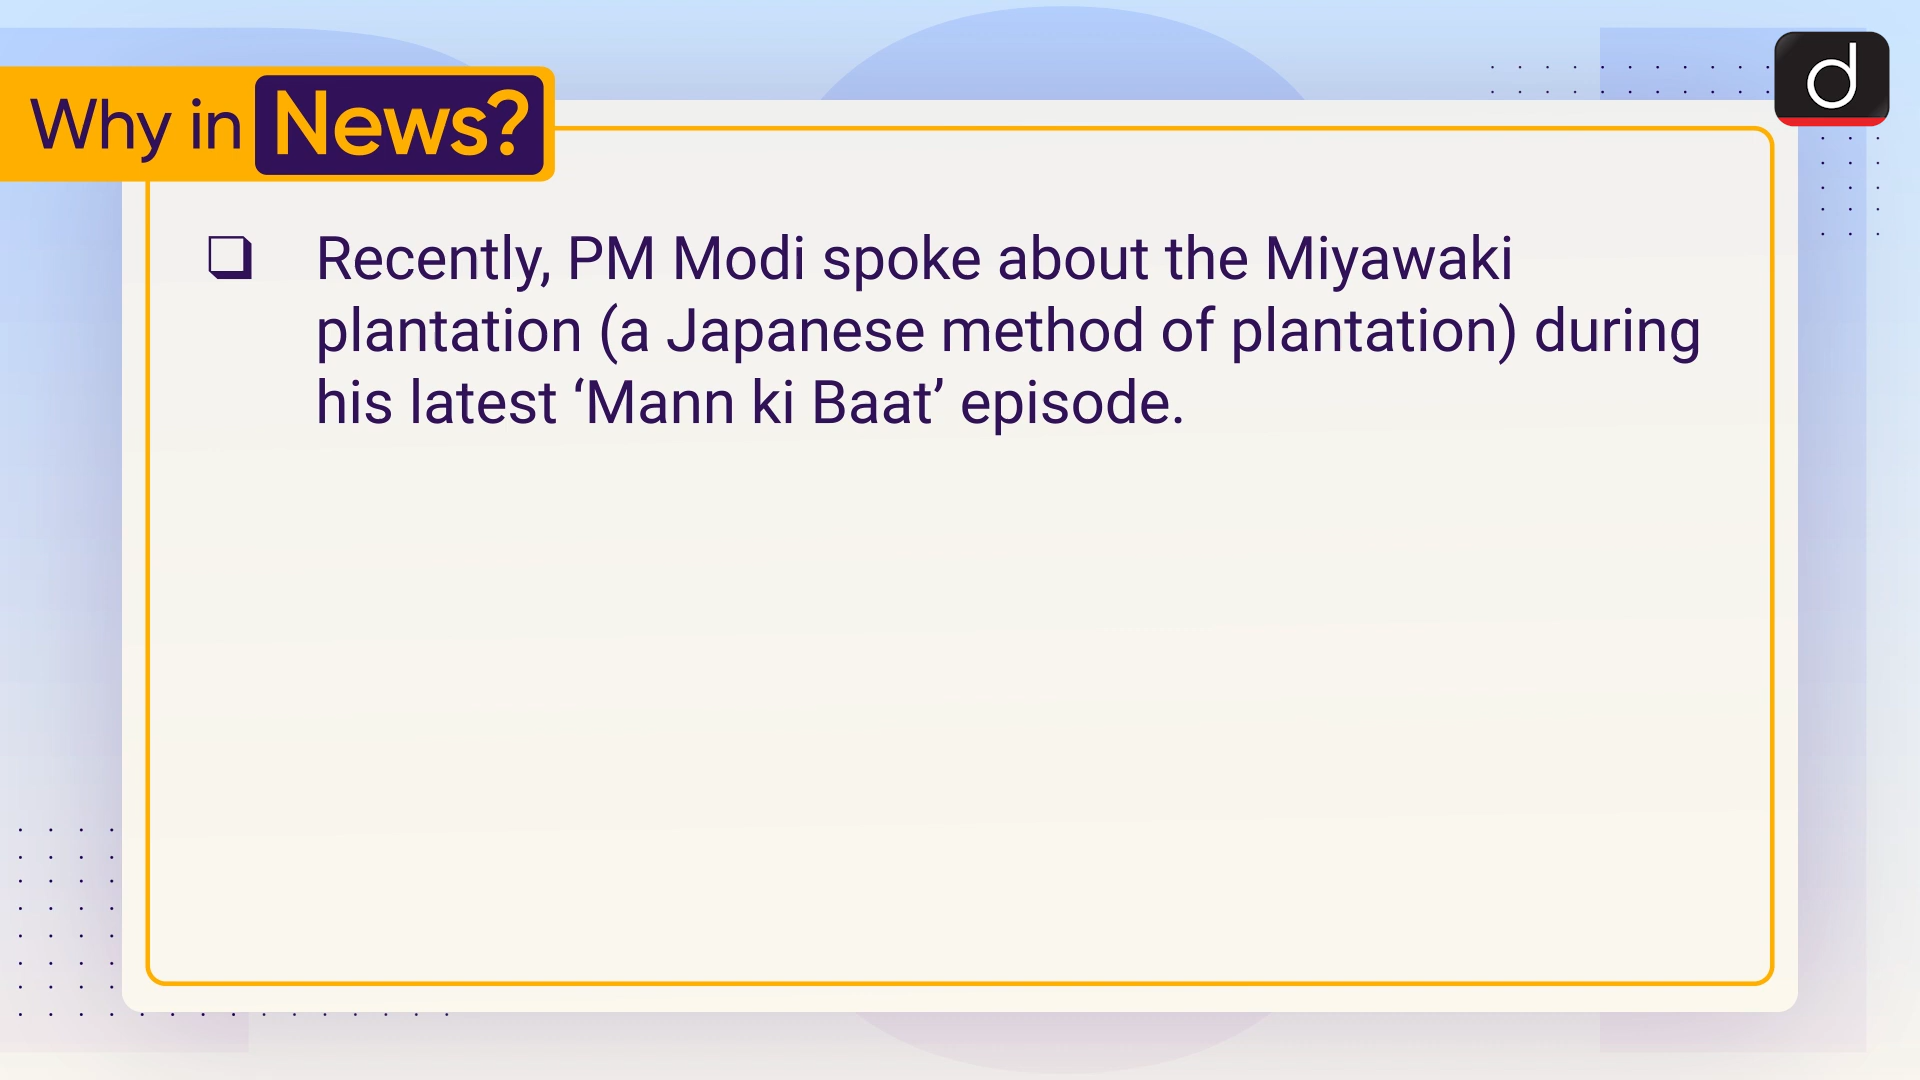 Why in News?
❑ Recently, PM Modi spoke about the Miyawaki
plantation (a Japanese method of plantation) during
his latest ‘Mann ki Baat’ episode.
d